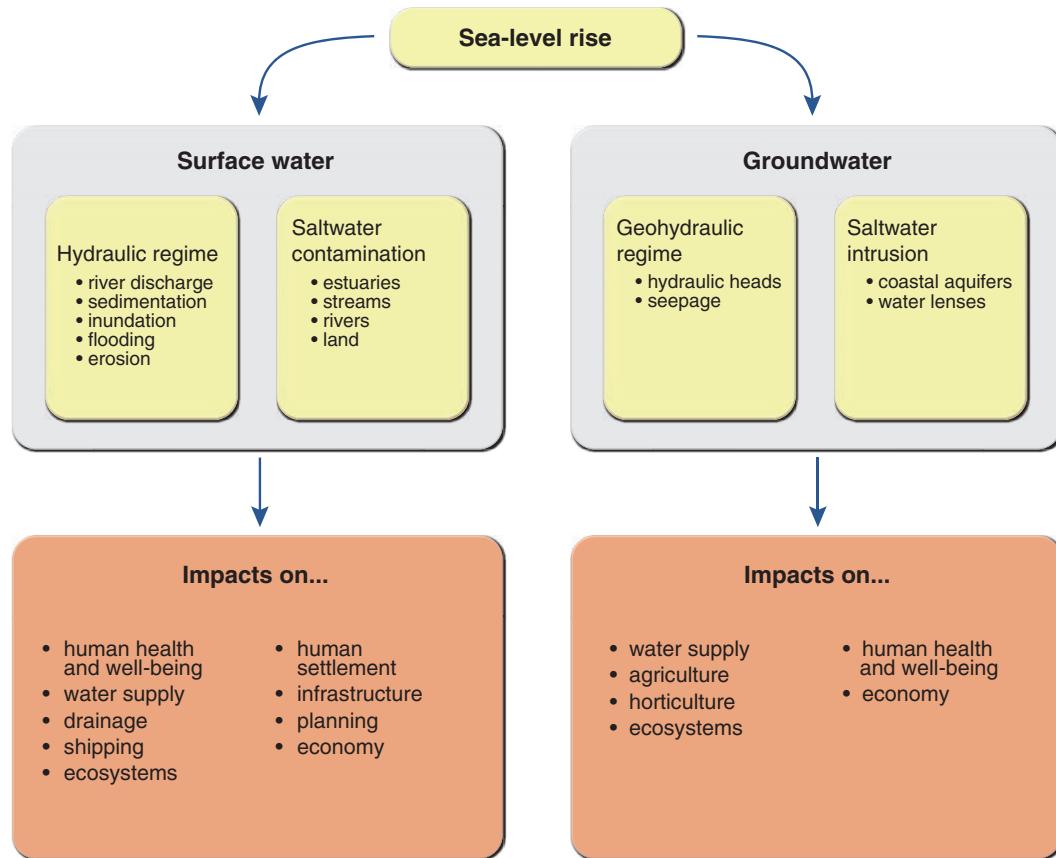 Sea-level rise
Surface water
Hydraulic regime
• river discharge
• sedimentation
• inundation
• flooding
• erosion
Saltwater
contamination
• estuaries
• streams
• rivers
• land
Groundwater
Geohydraulic
regime
• hydraulic heads
• seepage
Saltwater
intrusion
• coastal aquifers
• water lenses
Impacts on...
• human health
and well-being
• water supply
• drainage
• shipping
• ecosystems
• human
settlement
• infrastructure
• planning
• economy
Impacts on...
• water supply
• agriculture
• horticulture
• ecosystems
• human health
and well-being
• economy